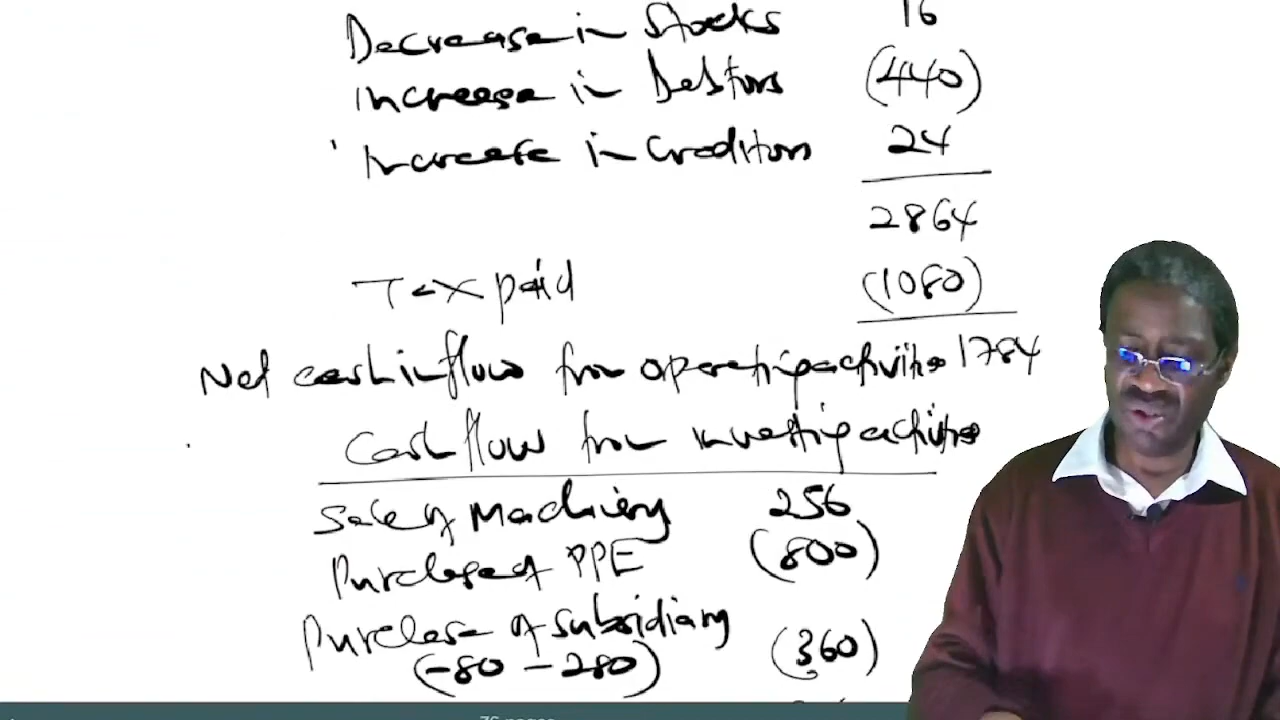 Decrease in Stocks 16
Increase in Debtors (440)
Increase in Creditors 24
2864
Tax paid (1080)
Net cash inflow from operating activities 1784
Cash flow from investing activities
Sale of Machinery 256
Purchase of PPE (800)
Purchase of subsidiary (360)
(-80 - 280)